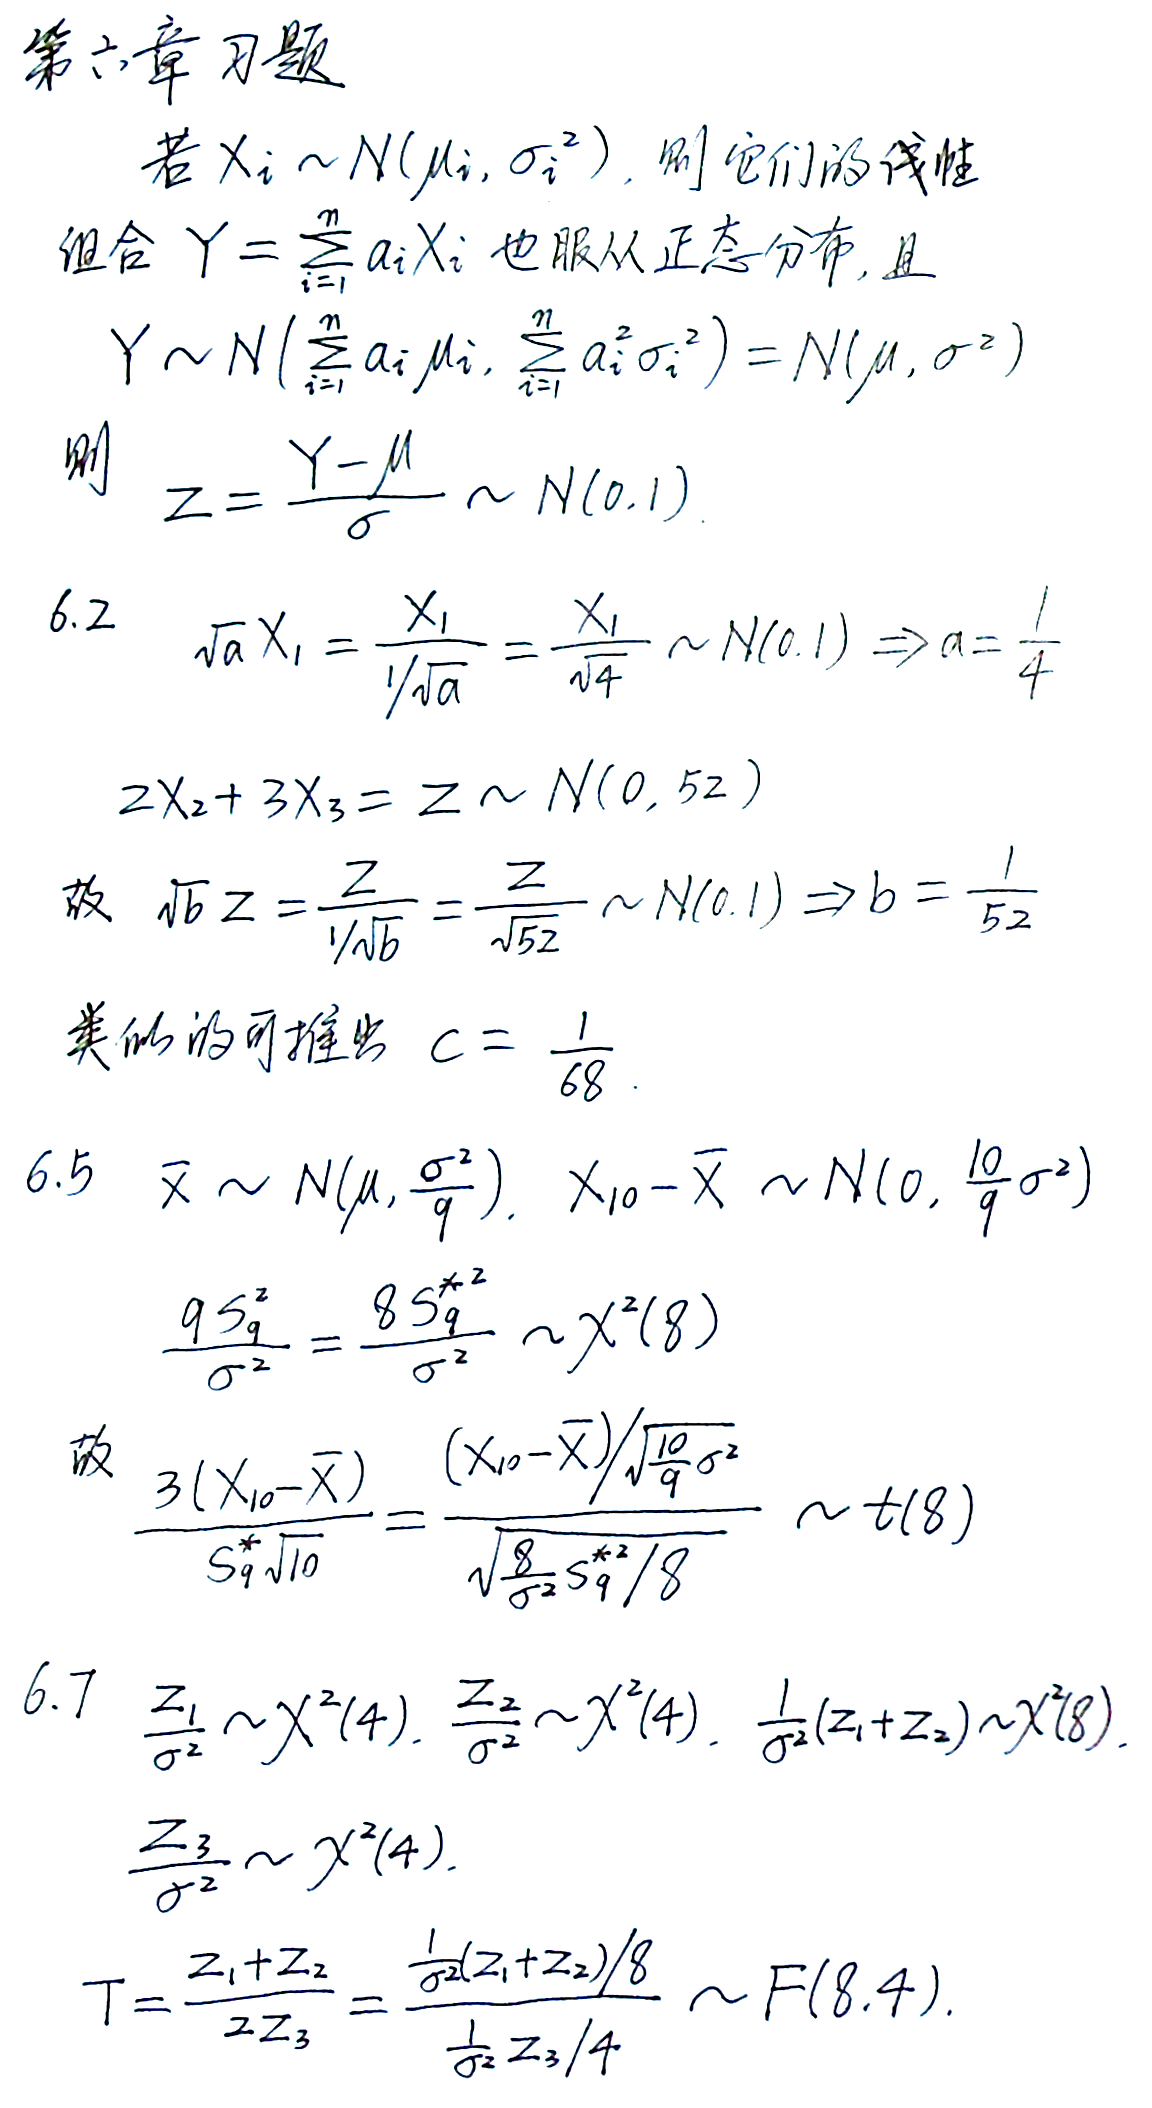 第六章习题
若 Xi ~ N(μi, σi²), 则它们的线性
组合 Y = ∑_{i=1}^{n} aiXi 也服从正态分布, 且
Y ~ N(∑_{i=1}^{n} aiμi, ∑_{i=1}^{n} ai²σi²) = N(μ, σ²)
则 Z = (Y-μ)/σ ~ N(0.1).
6.2 √a X₁ = X₁/(1/√a) = X₁/√4 ~ N(0.1) ⇒ a = 1/4
2X₂ + 3X₃ = Z ~ N(0, 52)
故 √b Z = Z/(1/√b) = Z/√52 ~ N(0.1) ⇒ b = 1/52
类似的可推出 c = 1/68.
6.5 X̄ ~ N(μ, σ²/9), X₁₀ - X̄ ~ N(0, 10/9 σ²)
9S₉²/σ² = 8S₉*²/σ² ~ χ²(8)
故 3(X₁₀-X̄)/(S₉*√10) = ((X₁₀-X̄)/√(10/9 σ²))/√(8/σ² S₉*²/8) ~ t(8)
6.7 Z₁/σ² ~ χ²(4). Z₂/σ² ~ χ²(4). 1/σ²(Z₁+Z₂) ~ χ²(8).
Z₃/σ² ~ χ²(4).
T = (Z₁+Z₂)/(2Z₃) = (1/σ²(Z₁+Z₂)/8)/(1/σ² Z₃/4) ~ F(8.4).